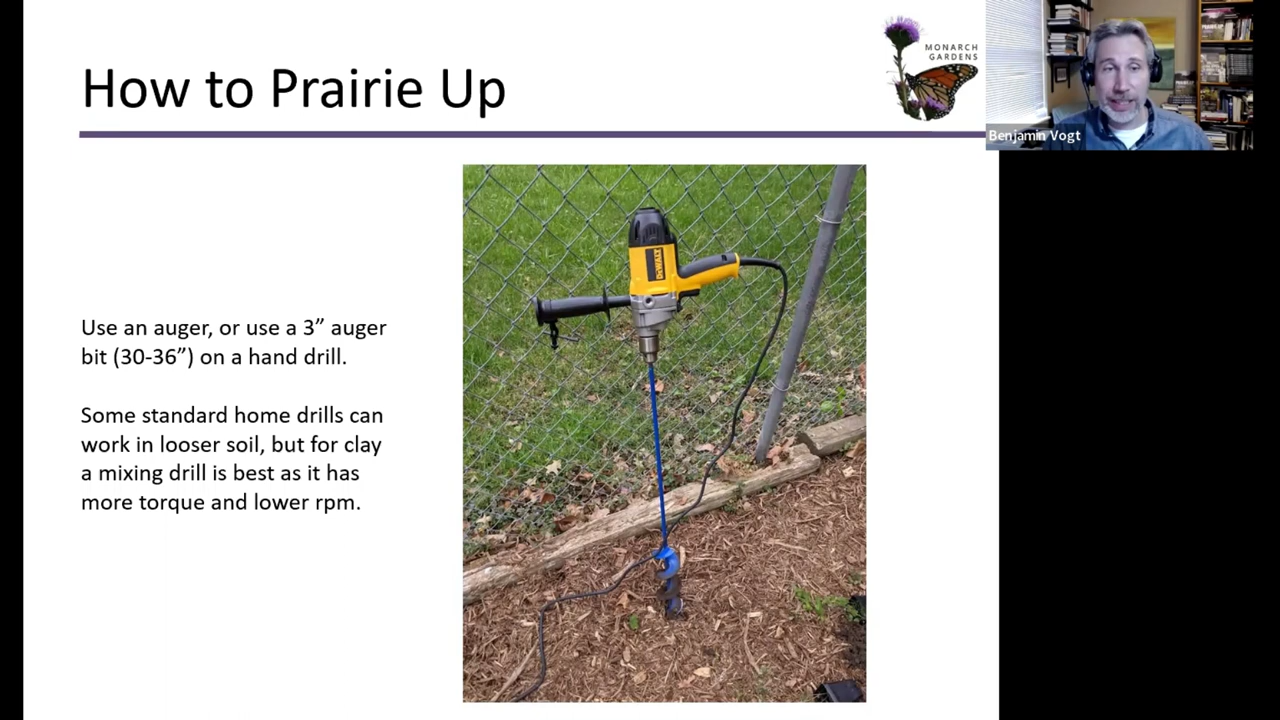 How to Prairie Up
MONARCH
GARDENS
Benjamin Vogt
Use an auger, or use a 3” auger
bit (30-36”) on a hand drill.
Some standard home drills can
work in looser soil, but for clay
a mixing drill is best as it has
more torque and lower rpm.
DEWALT